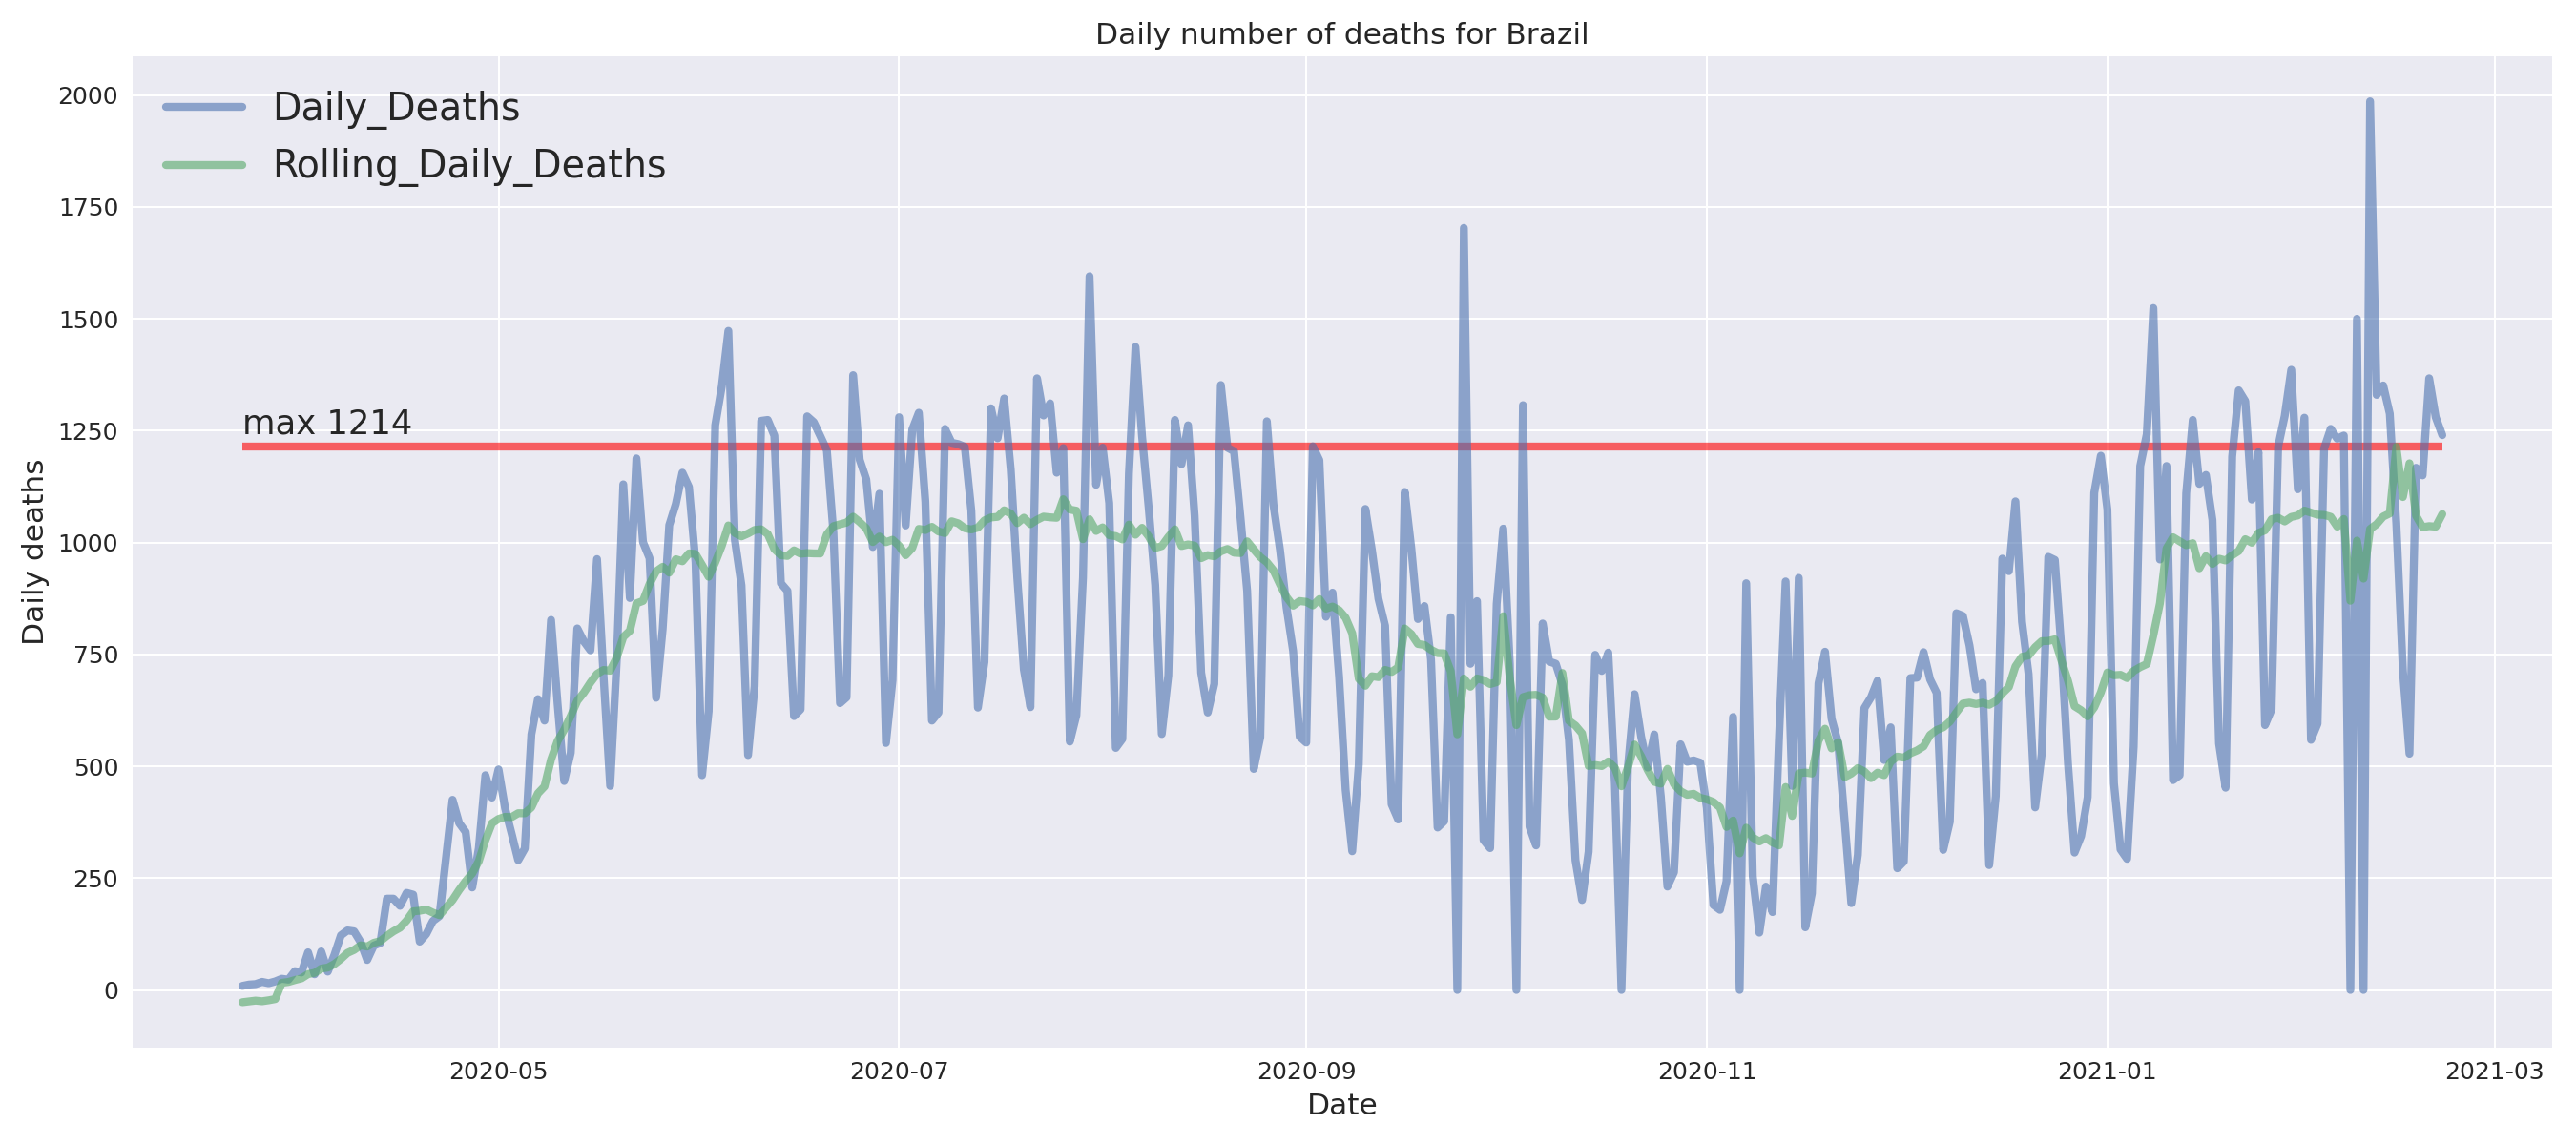 Daily number of deaths for Brazil
Daily_Deaths
Rolling_Daily_Deaths
max 1214
Daily deaths
2000
1750
1500
1250
1000
750
500
250
0
2020-05
2020-07
2020-09
2020-11
2021-01
2021-03
Date